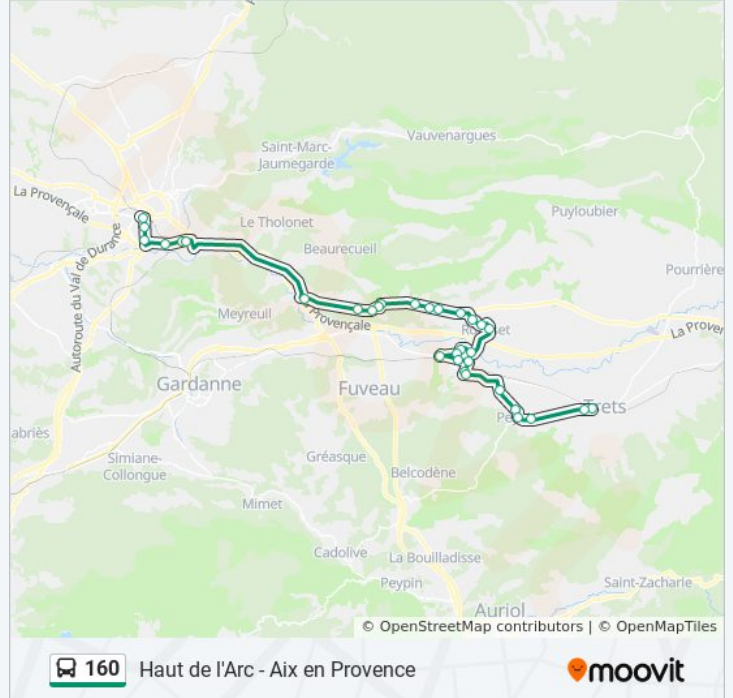 Vauvenargues
Saint-Marc-
Jaumegarde
La Provençale
Puyloubier
Le Tholonet
Beaurecueil
Autoroute du Val de Durance
Pourrière
Meyreuil
Provençale
La Prover
Gardanne
Fuveau
Trets
abriès
Gréasque
Simiane-
Collongue
Belcodène
Mimet
Cadolive
La Bouilladisse
Peypin
Saint-Zacharie
Auriol
© OpenStreetMap contributors | © OpenMapTiles
160 Haut de l'Arc - Aix en Provence
moovit